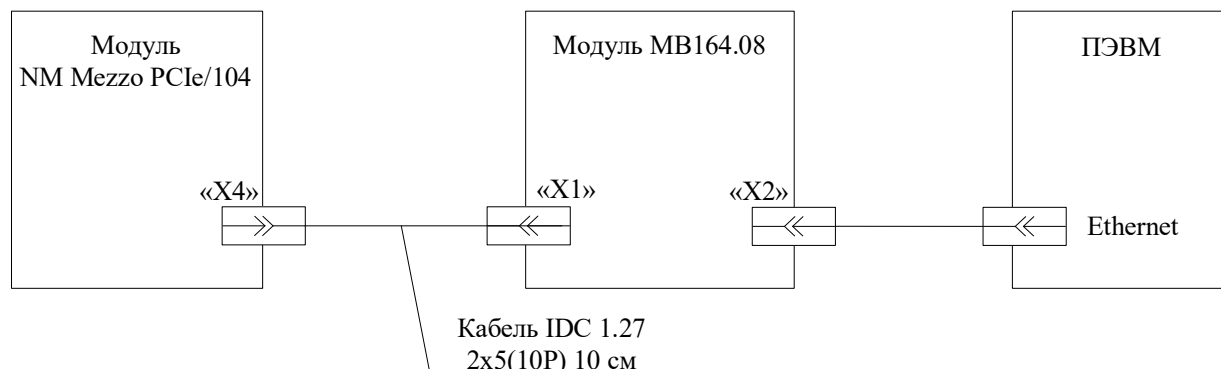 Модуль
NM Mezzo PCIe/104
Модуль МВ164.08
ПЭВМ
«X4»
«X1»
«X2»
Ethernet
Кабель IDC 1.27
2x5(10P) 10 см